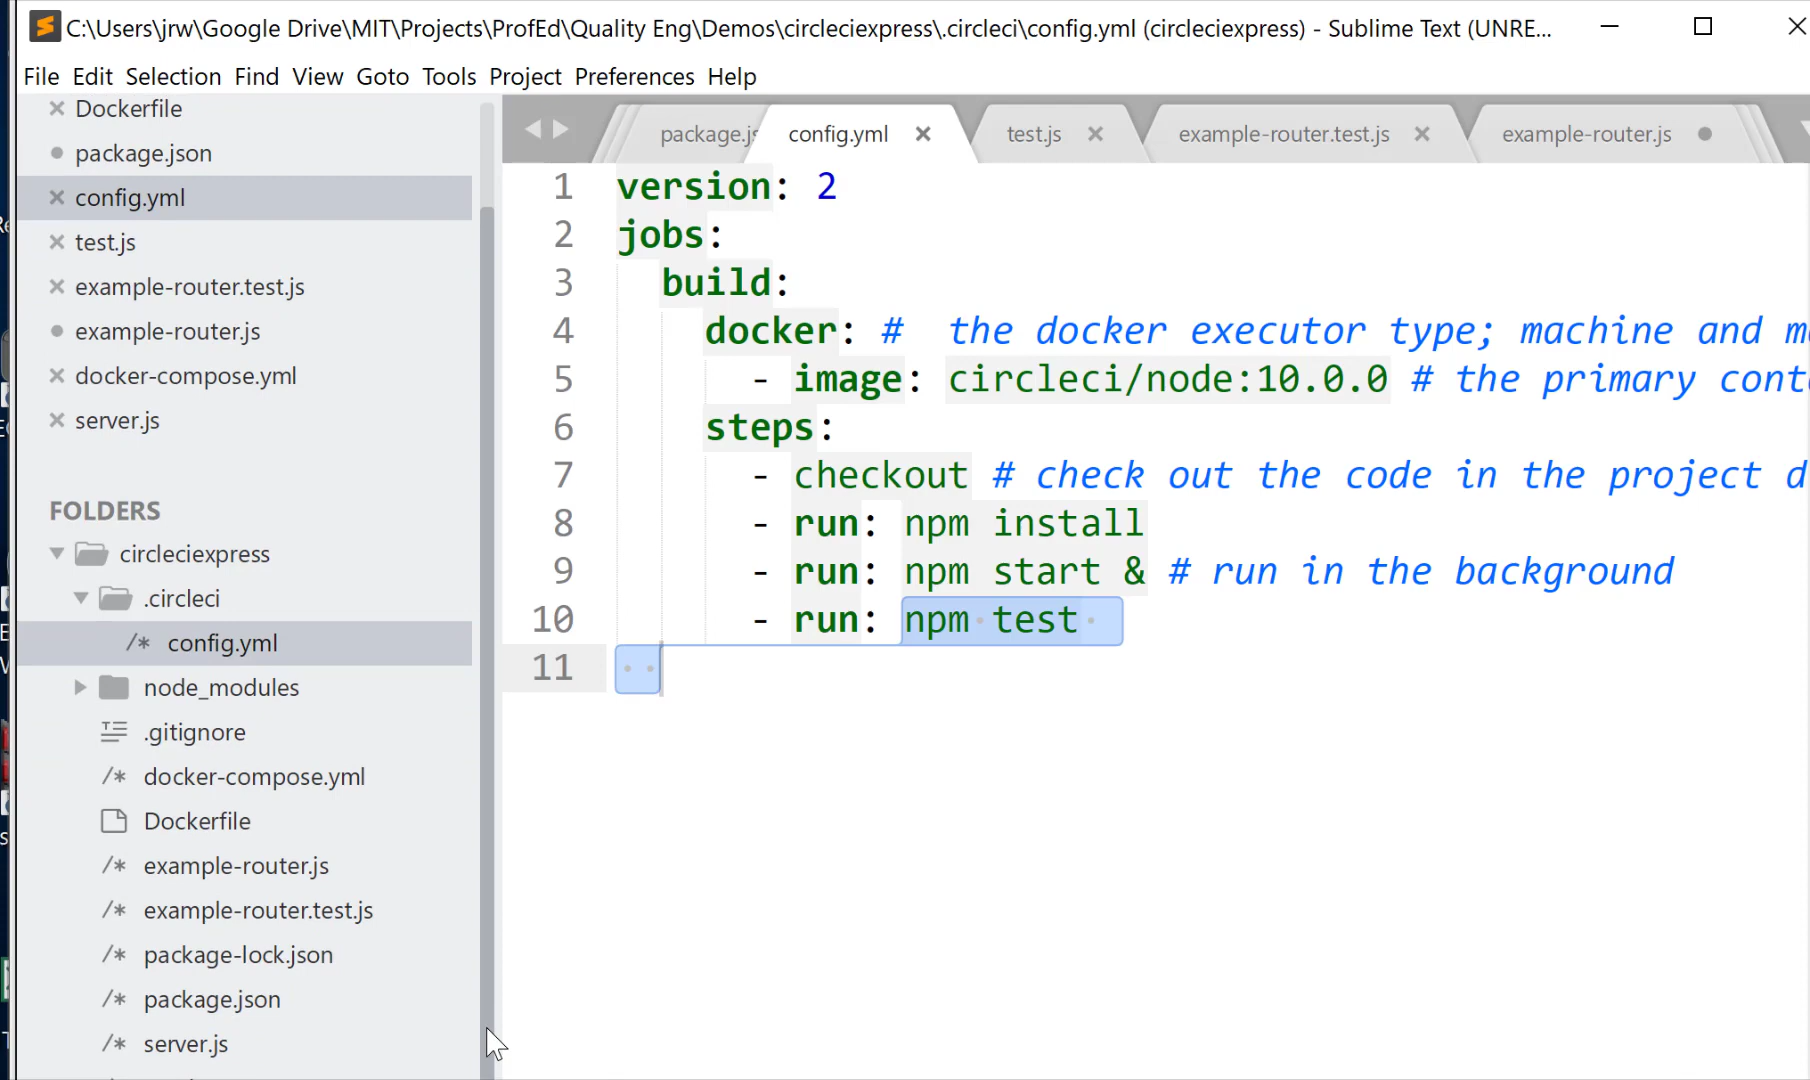 C:\Users\jrw\Google Drive\MIT\Projects\ProfEd\Quality Eng\Demos\circleciexpress\.circleci\config.yml (circleciexpress) - Sublime Text (UNRE...
File Edit Selection Find View Goto Tools Project Preferences Help
Dockerfile
package.json
config.yml
test.js
example-router.test.js
example-router.js
docker-compose.yml
server.js
FOLDERS
circleciexpress
.circleci
/* config.yml
node_modules
.gitignore
/* docker-compose.yml
Dockerfile
/* example-router.js
/* example-router.test.js
/* package-lock.json
/* package.json
/* server.js
package.js config.yml test.js example-router.test.js example-router.js
1 version: 2
2 jobs:
3 build:
4 docker: # the docker executor type; machine and m
5 - image: circleci/node:10.0.0 # the primary cont
6 steps:
7 - checkout # check out the code in the project d
8 - run: npm install
9 - run: npm start & # run in the background
10 - run: npm test
11